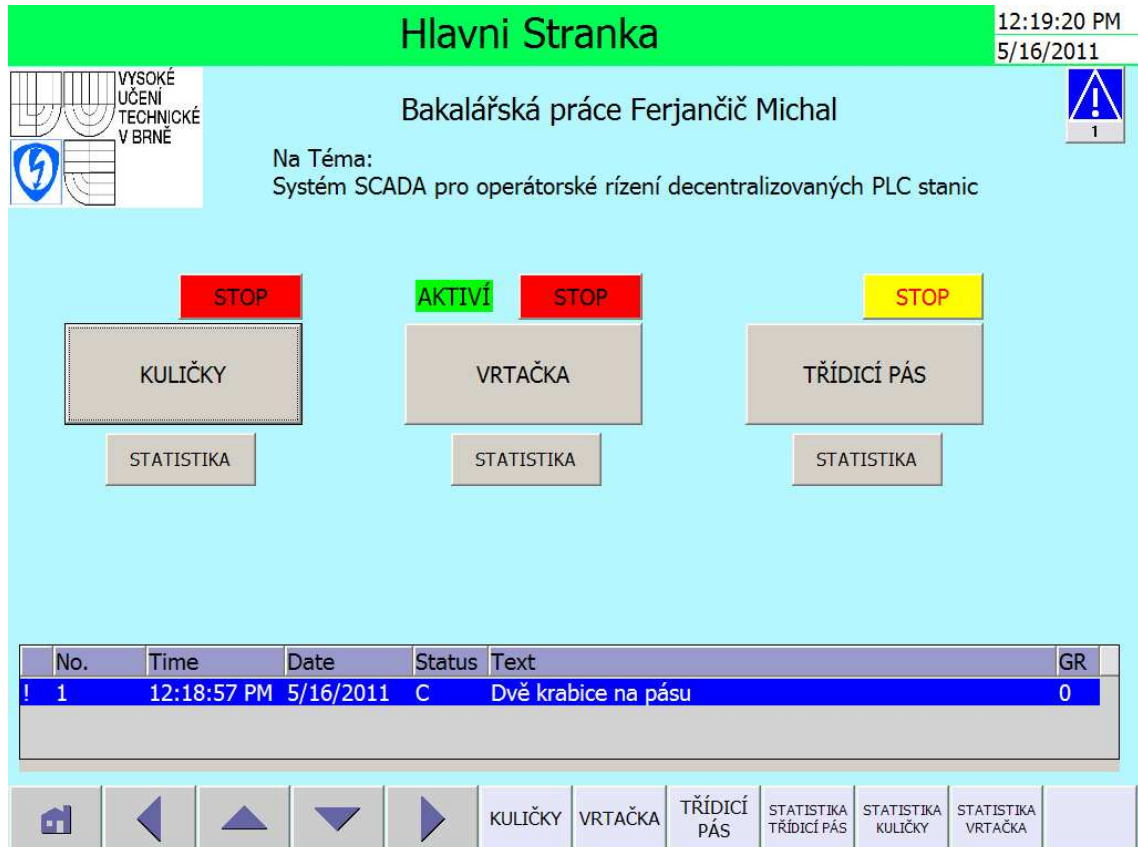 Hlavni Stranka
12:19:20 PM
5/16/2011
VYSOKÉ
UČENÍ
TECHNICKÉ
V BRNĚ
Bakalářská práce Ferjančič Michal
1
Na Téma:
Systém SCADA pro operátorské rízení decentralizovaných PLC stanic
STOP
AKTIVÍ
STOP
STOP
KULIČKY
VRTAČKA
TŘÍDICÍ PÁS
STATISTIKA
STATISTIKA
STATISTIKA
No. Time Date Status Text GR
! 1 12:18:57 PM 5/16/2011 C Dvě krabice na pásu 0
KULIČKY
VRTAČKA
TŘÍDICÍ
PÁS
STATISTIKA
TŘÍDICÍ PÁS
STATISTIKA
KULIČKY
STATISTIKA
VRTAČKA